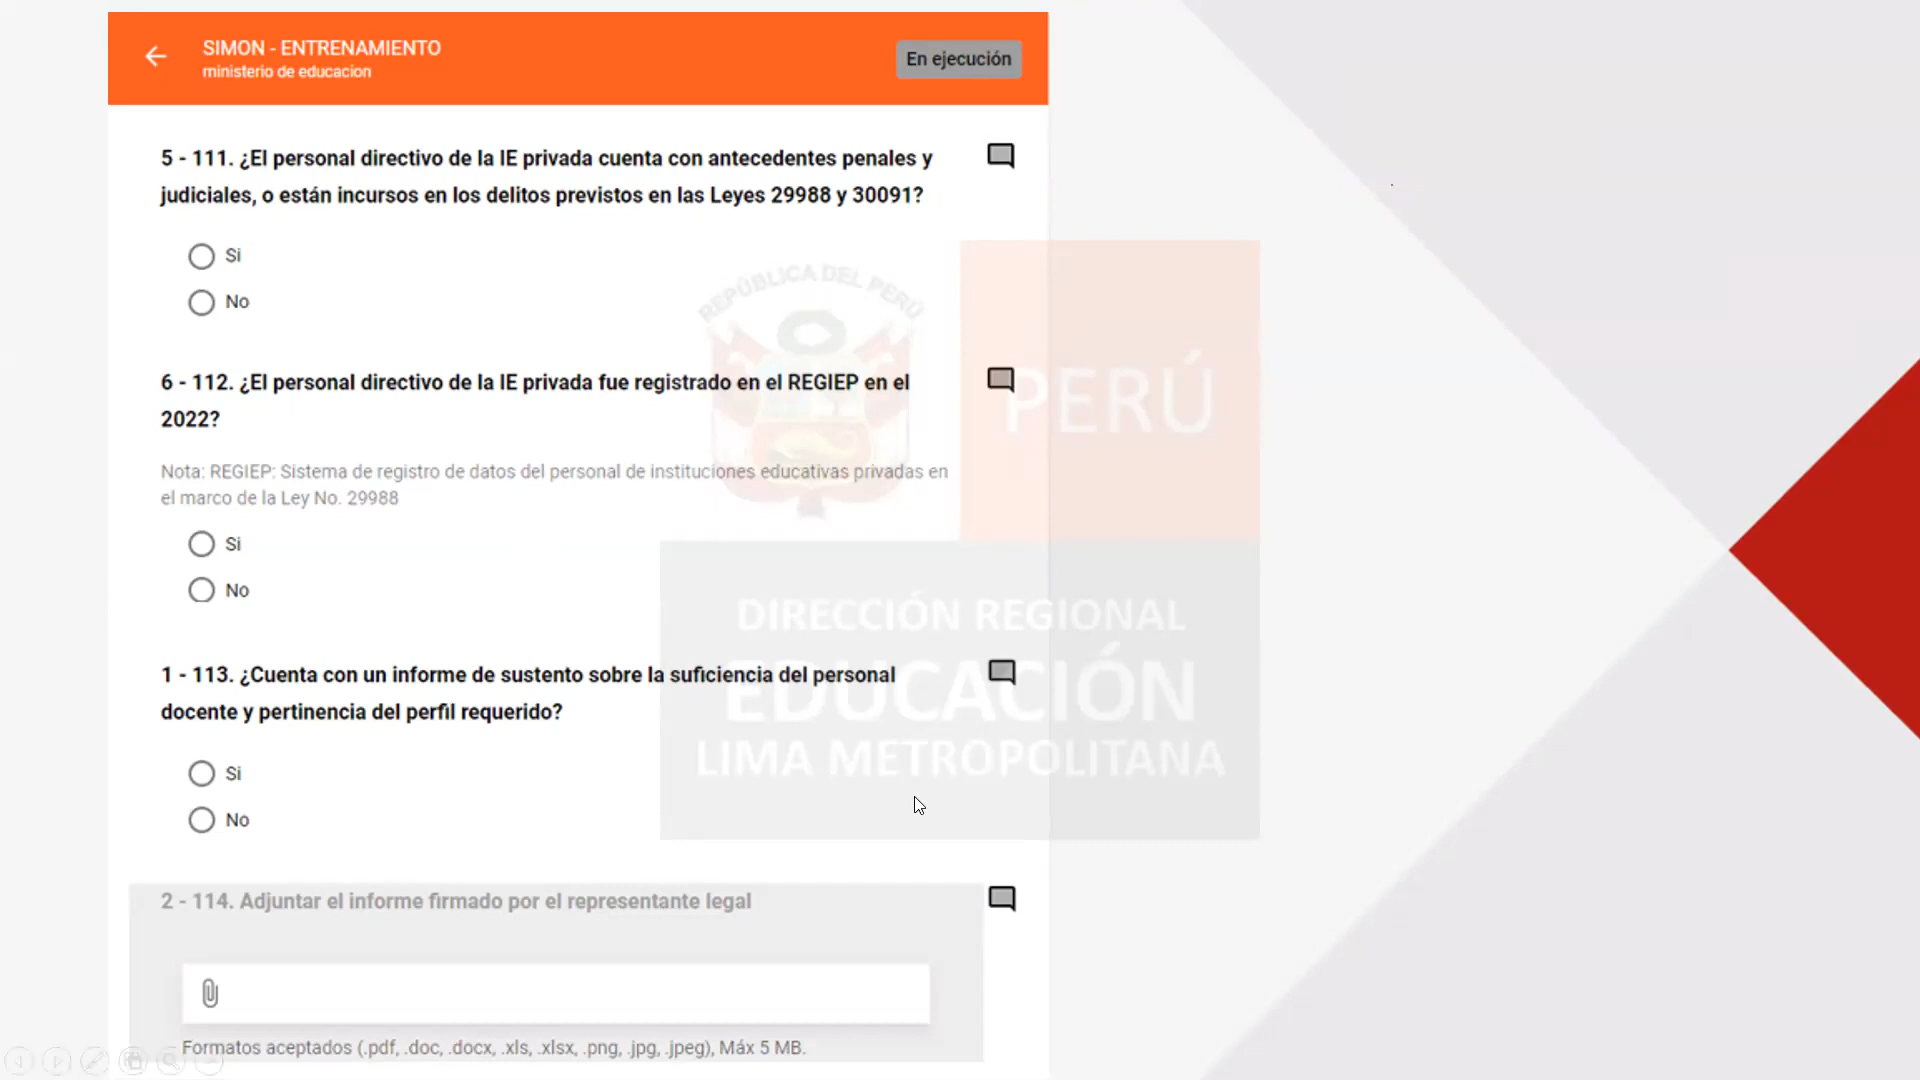 SIMON - ENTRENAMIENTO
ministerio de educacion
En ejecución
5 - 111. ¿El personal directivo de la IE privada cuenta con antecedentes penales y
judiciales, o están incursos en los delitos previstos en las Leyes 29988 y 30091?
Si
No
REPÚBLICA DEL PERÚ
PERÚ
6 - 112. ¿El personal directivo de la IE privada fue registrado en el REGIEP en el
2022?
Nota: REGIEP: Sistema de registro de datos del personal de instituciones educativas privadas en
el marco de la Ley No. 29988
Si
No
DIRECCIÓN REGIONAL
EDUCACIÓN
LIMA METROPOLITANA
1 - 113. ¿Cuenta con un informe de sustento sobre la suficiencia del personal
docente y pertinencia del perfil requerido?
Si
No
2 - 114. Adjuntar el informe firmado por el representante legal
Formatos aceptados (.pdf, .doc, .docx, .xls, .xlsx, .png, .jpg, .jpeg), Máx 5 MB.